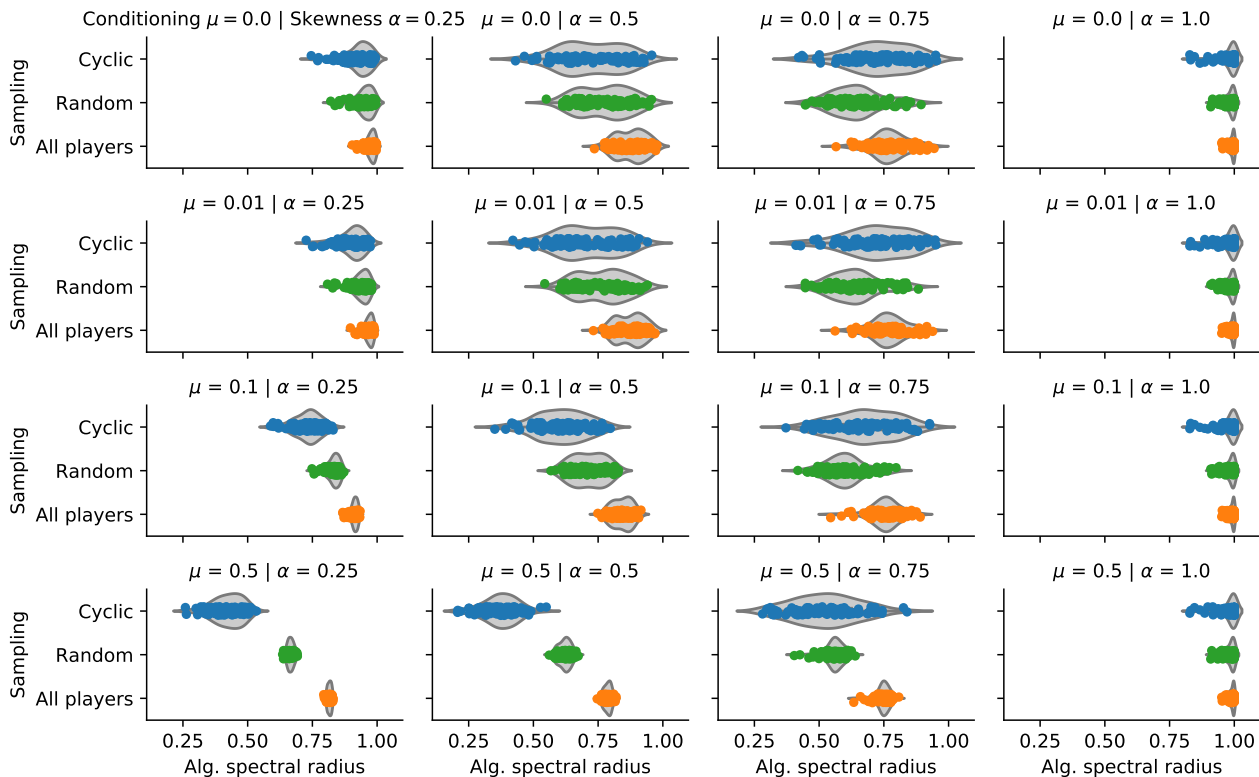 Conditioning μ=0.0 | Skewness α=0.25
μ = 0.0 | α = 0.5
μ = 0.0 | α = 0.75
μ = 0.0 | α = 1.0
Sampling
Cyclic
Random
All players
μ = 0.01 | α = 0.25
μ = 0.01 | α = 0.5
μ = 0.01 | α = 0.75
μ = 0.01 | α = 1.0
Sampling
Cyclic
Random
All players
μ = 0.1 | α = 0.25
μ = 0.1 | α = 0.5
μ = 0.1 | α = 0.75
μ = 0.1 | α = 1.0
Sampling
Cyclic
Random
All players
μ = 0.5 | α = 0.25
μ = 0.5 | α = 0.5
μ = 0.5 | α = 0.75
μ = 0.5 | α = 1.0
Sampling
Cyclic
Random
All players
0.25 0.50 0.75 1.00
0.25 0.50 0.75 1.00
0.25 0.50 0.75 1.00
0.25 0.50 0.75 1.00
Alg. spectral radius
Alg. spectral radius
Alg. spectral radius
Alg. spectral radius